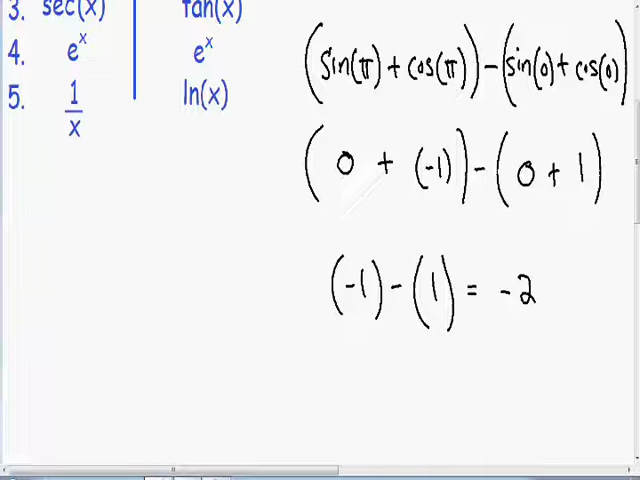 3. sec(x) tan(x)
4. eˣ eˣ
5. 1/x ln(x)
(sin(π) + cos(π)) - (sin(0) + cos(0))
(0 + (-1)) - (0 + 1)
(-1) - (1) = -2